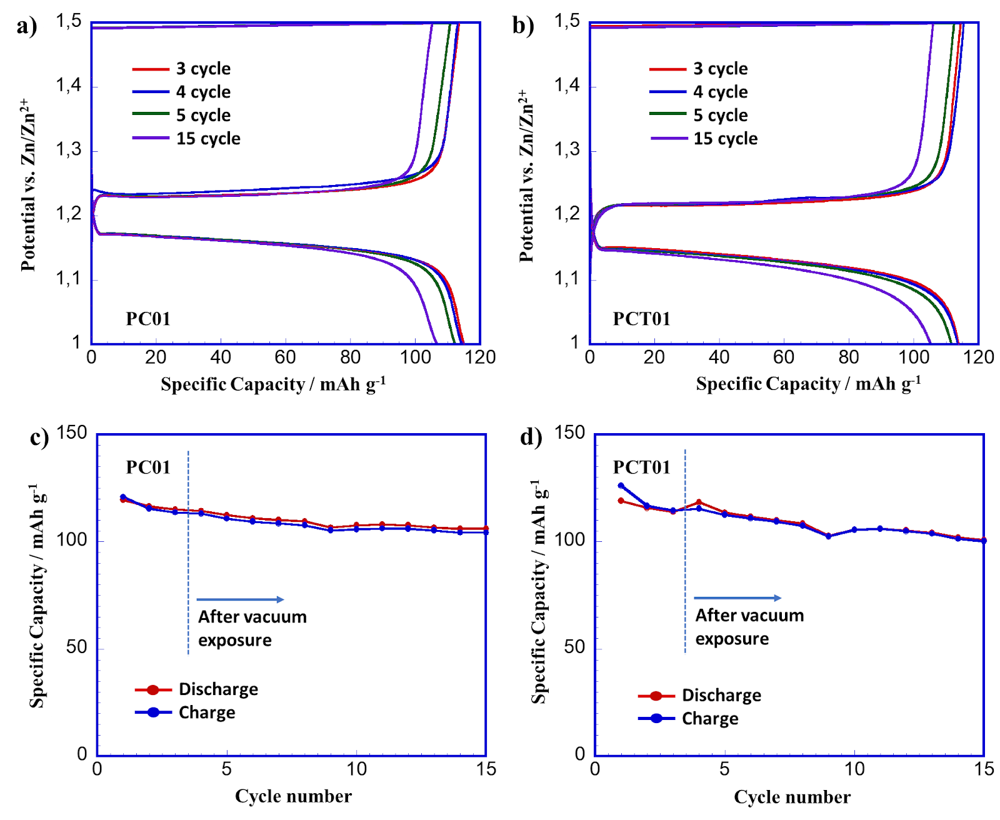 a)
1,5
1,4
1,3
1,2
1,1
1
Potential vs. Zn/Zn2+
3 cycle
4 cycle
5 cycle
15 cycle
PC01
0 20 40 60 80 100 120
Specific Capacity / mAh g-1
b)
1,5
1,4
1,3
1,2
1,1
1
Potential vs. Zn/Zn2+
3 cycle
4 cycle
5 cycle
15 cycle
PCT01
0 20 40 60 80 100 120
Specific Capacity / mAh g-1
c)
150
100
50
0
Specific Capacity / mAh g-1
PC01
After vacuum
exposure
Discharge
Charge
0 5 10 15
Cycle number
d)
150
100
50
0
Specific Capacity / mAh g-1
PCT01
After vacuum
exposure
Discharge
Charge
0 5 10 15
Cycle number